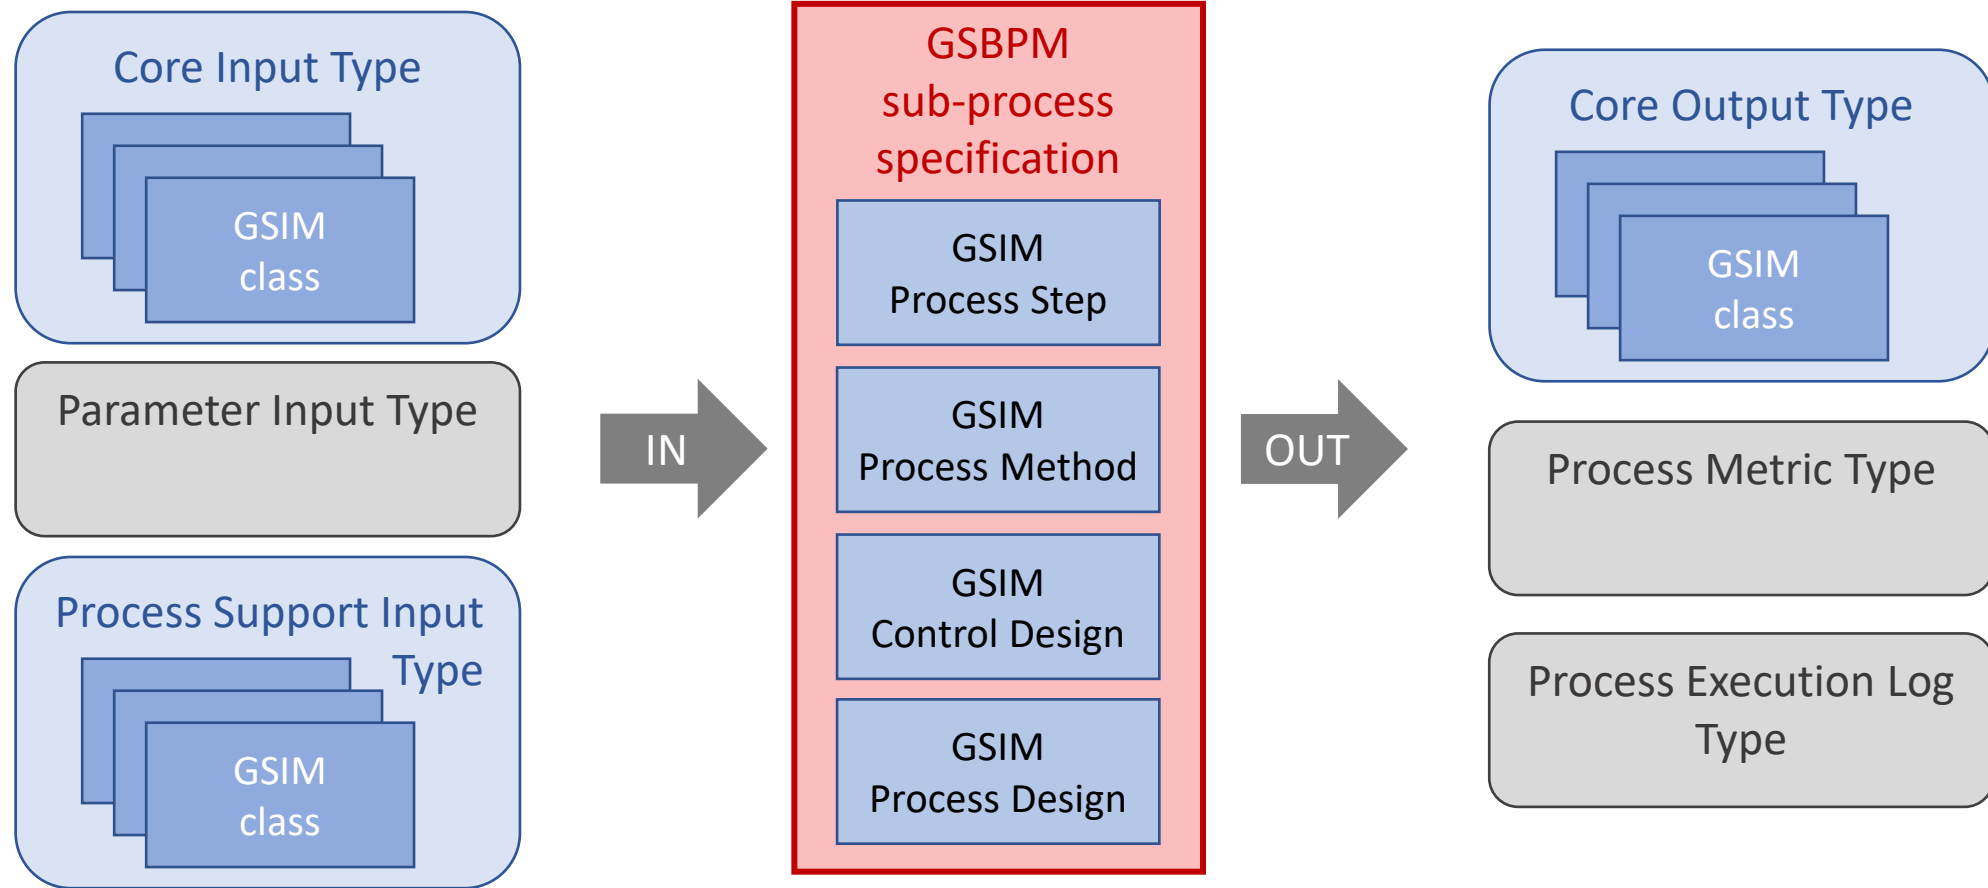 Core Input Type
GSIM
class
Parameter Input Type
Process Support Input
Type
GSIM
class
IN
GSBPM
sub-process
specification
GSIM
Process Step
GSIM
Process Method
GSIM
Control Design
GSIM
Process Design
OUT
Core Output Type
GSIM
class
Process Metric Type
Process Execution Log
Type